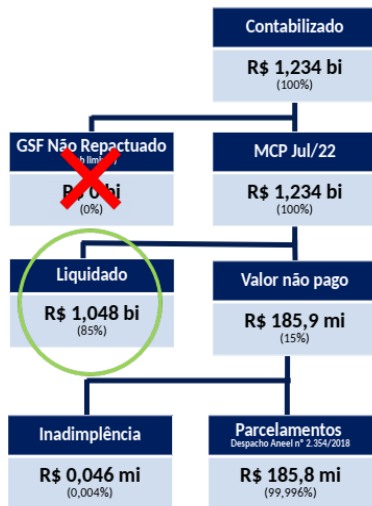 Contabilizado
R$ 1,234 bi
(100%)
GSF Não Repactuado
MCP Jul/22
R$ 0 bi
(0%)
R$ 1,234 bi
(100%)
Liquidado
Valor não pago
R$ 1,048 bi
(85%)
R$ 185,9 mi
(15%)
Inadimplência
Parcelamentos
Despacho Aneel nº 2.354/2018
R$ 0,046 mi
(0,004%)
R$ 185,8 mi
(99,996%)